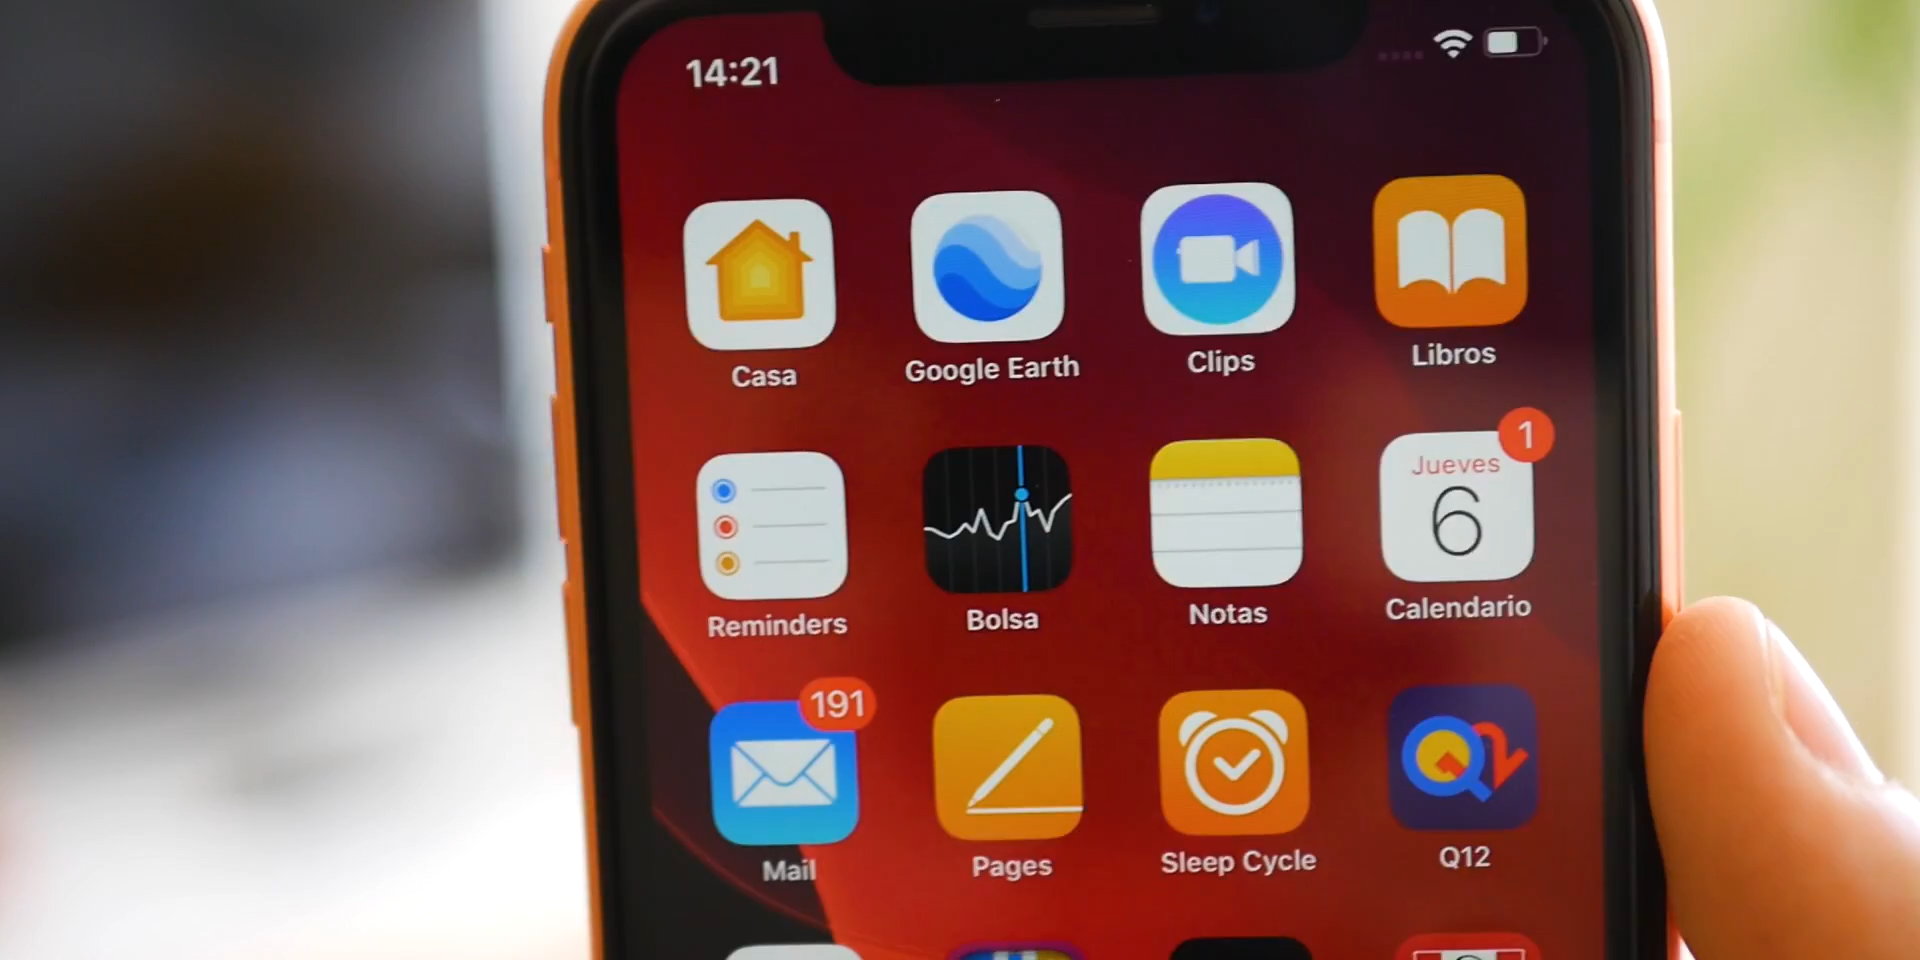 14:21
Casa
Google Earth
Clips
Libros
1
Jueves
6
Reminders
Bolsa
Notas
Calendario
191
Mail
Pages
Sleep Cycle
Q12